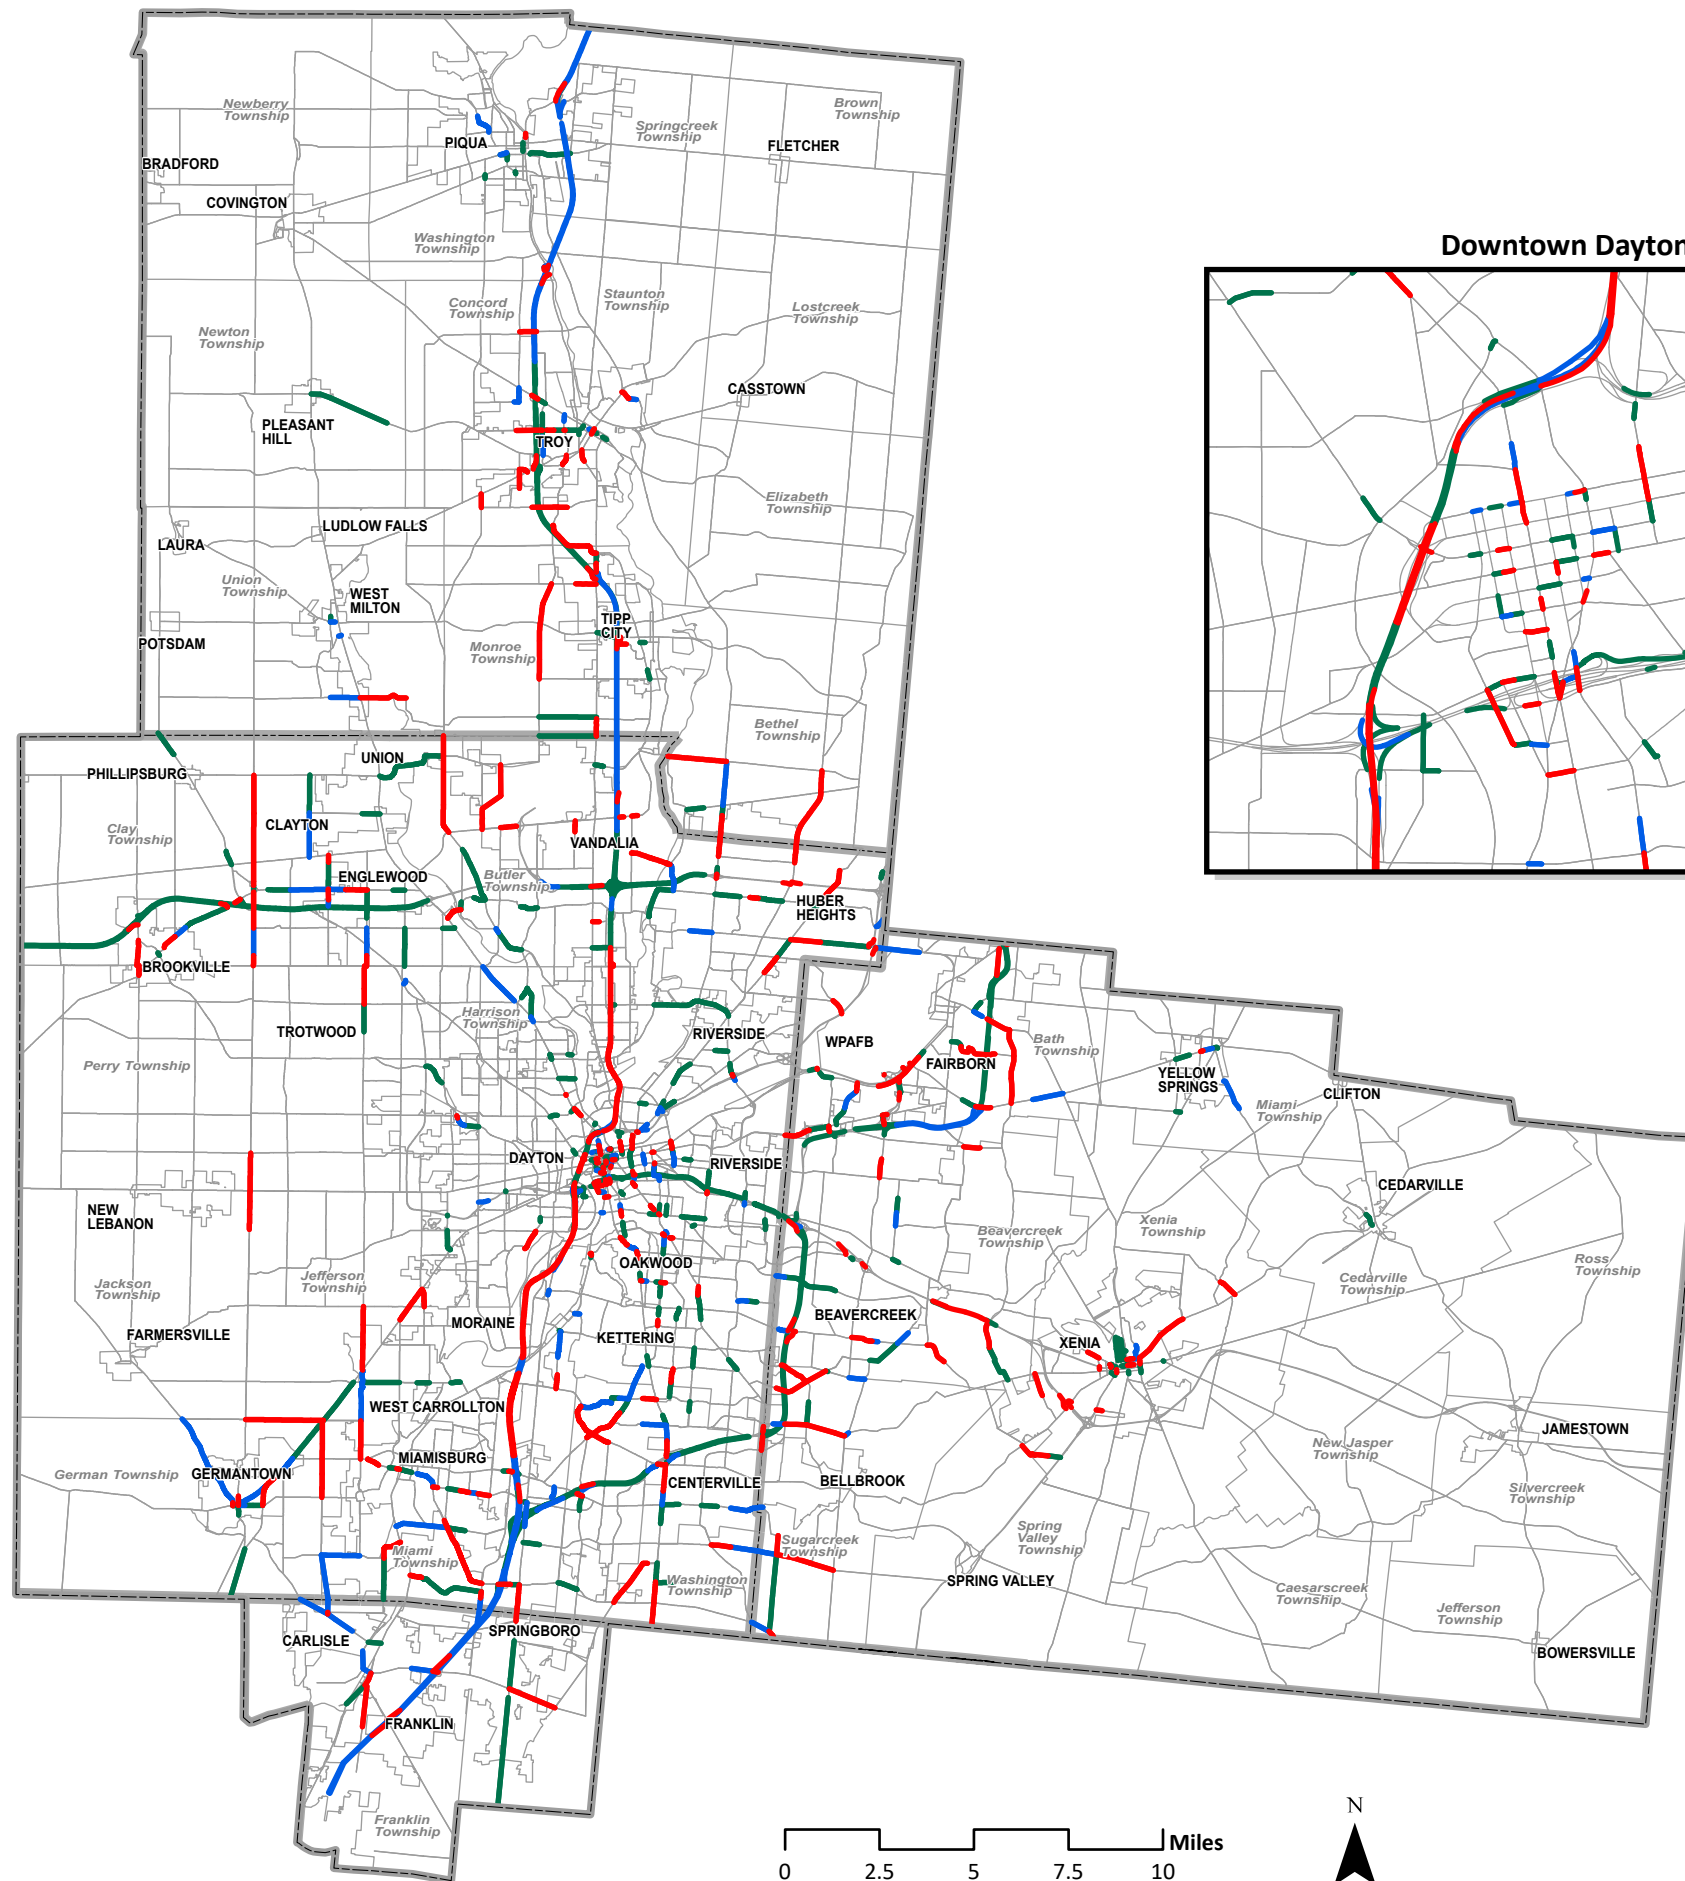 Newberry
Township
Brown
Township
Springcreek
Township
PIQUA
FLETCHER
BRADFORD
COVINGTON
Washington
Township
Downtown Dayton
Concord
Township
Staunton
Township
Lostcreek
Township
Newton
Township
CASSTOWN
PLEASANT
HILL
TROY
Elizabeth
Township
LUDLOW FALLS
LAURA
Union
Township
WEST
MILTON
TIPP
CITY
POTSDAM
Monroe
Township
Bethel
Township
UNION
PHILLIPSBURG
CLAYTON
Clay
Township
VANDALIA
ENGLEWOOD
Butler
Township
HUBER
HEIGHTS
BROOKVILLE
Harrison
Township
TROTWOOD
RIVERSIDE
WPAFB
Bath
Township
FAIRBORN
Perry Township
YELLOW
SPRINGS
CLIFTON
Miami
Township
DAYTON
RIVERSIDE
CEDARVILLE
NEW
LEBANON
Beavercreek
Township
Xenia
Township
OAKWOOD
Ross
Township
Jackson
Township
Jefferson
Township
Cedarville
Township
BEAVERCREEK
MORAINE
FARMERSVILLE
KETTERING
XENIA
WEST CARROLLTON
JAMESTOWN
New Jasper
Township
MIAMISBURG
German Township
GERMANTOWN
CENTERVILLE
BELLBROOK
Silvercreek
Township
Spring
Valley
Township
Sugarcreek
Township
Miami
Township
Washington
Township
SPRING VALLEY
Caesarscreek
Township
Jefferson
Township
SPRINGBORO
CARLISLE
BOWERSVILLE
FRANKLIN
Franklin
Township
N
Miles
0 2.5 5 7.5 10